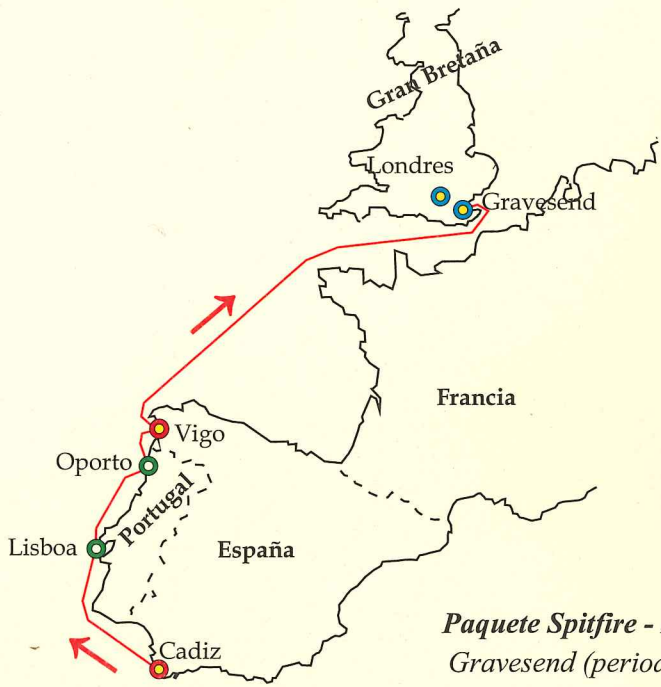 Gran Bretaña
Londres
Gravesend
Francia
Vigo
Oporto
Portugal
España
Lisboa
Cadiz
Paquete Spitfire -
Gravesend (period